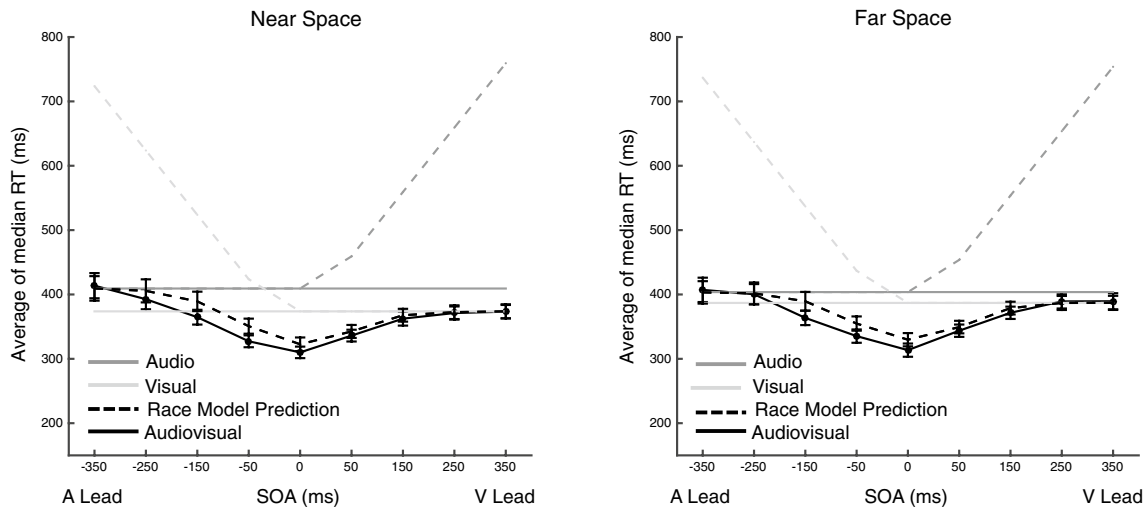 Near Space
Average of median RT (ms)
800
700
600
500
400
300
200
Audio
Visual
Race Model Prediction
Audiovisual
-350 -250 -150 -50 0 50 150 250 350
A Lead SOA (ms) V Lead
Far Space
Average of median RT (ms)
800
700
600
500
400
300
200
Audio
Visual
Race Model Prediction
Audiovisual
-350 -250 -150 -50 0 50 150 250 350
A Lead SOA (ms) V Lead